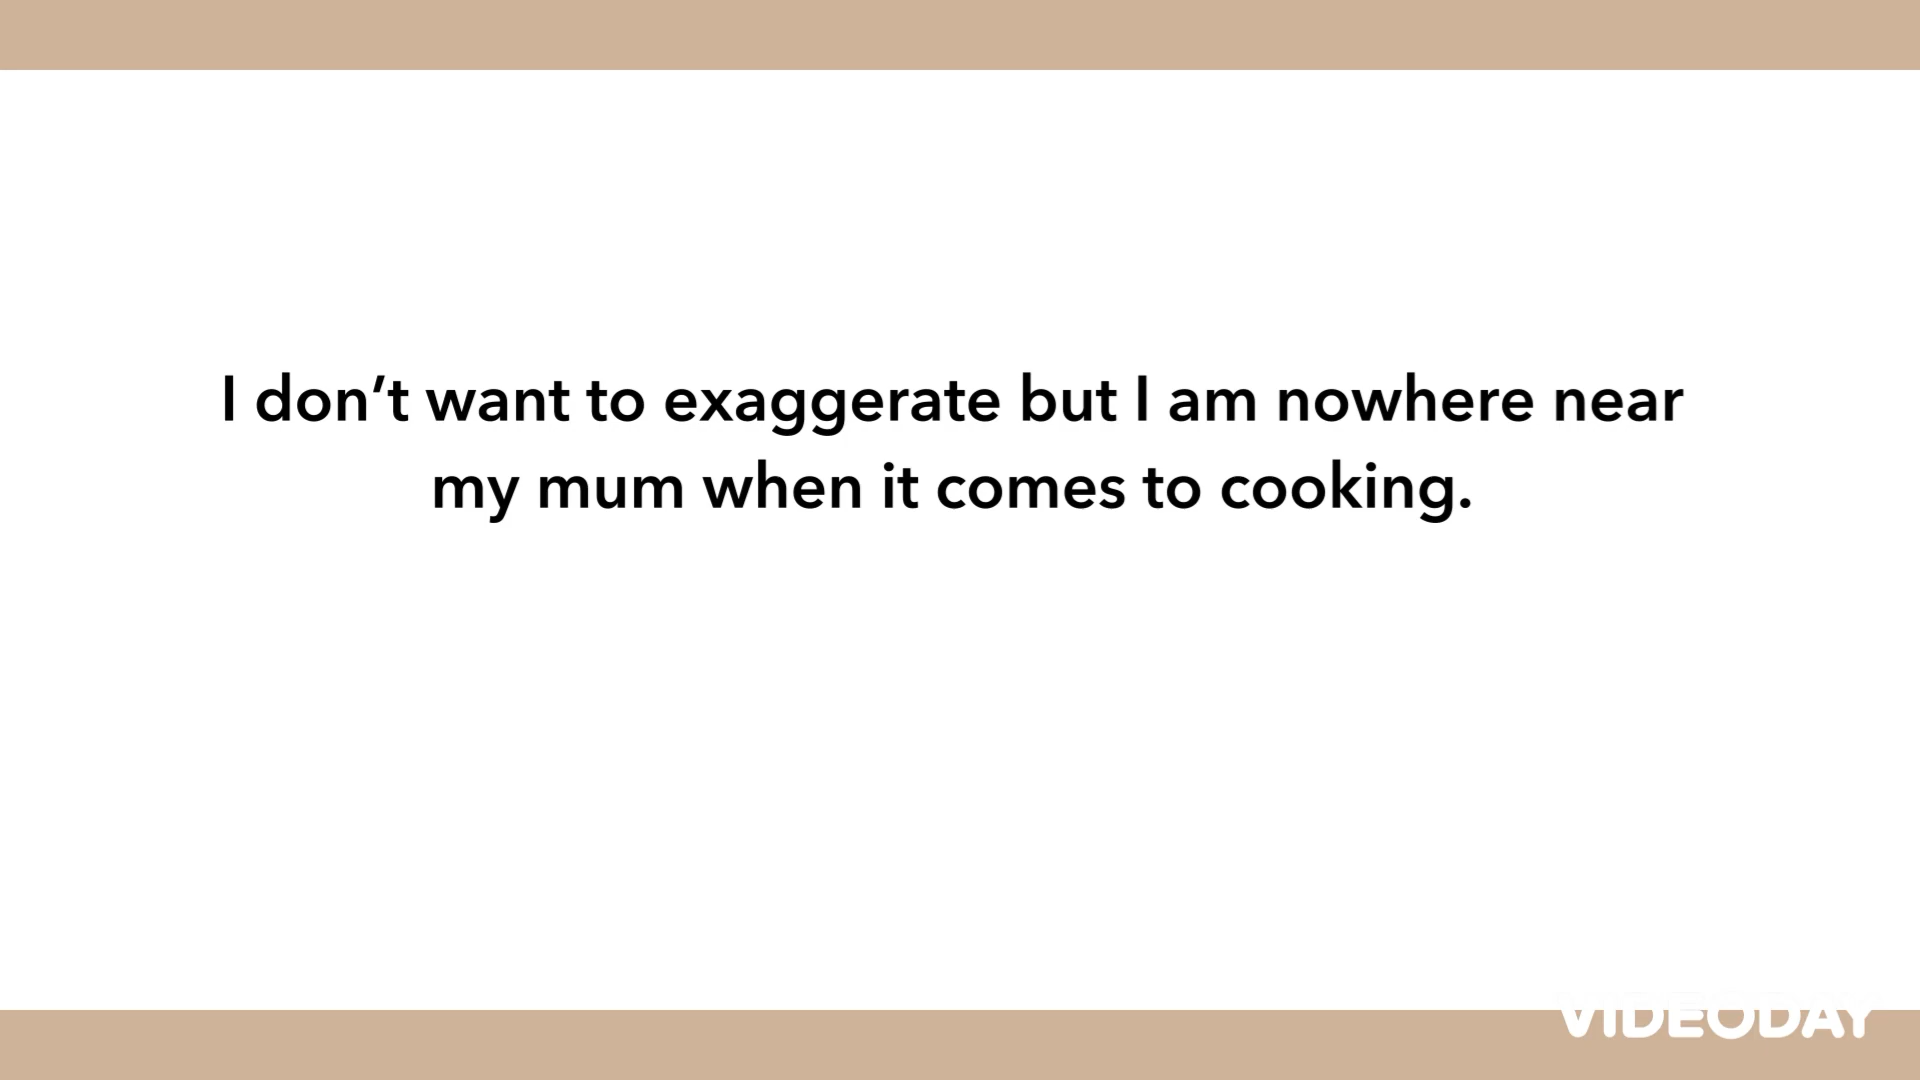 I don’t want to exaggerate but I am nowhere near
my mum when it comes to cooking.
VIDEODAY